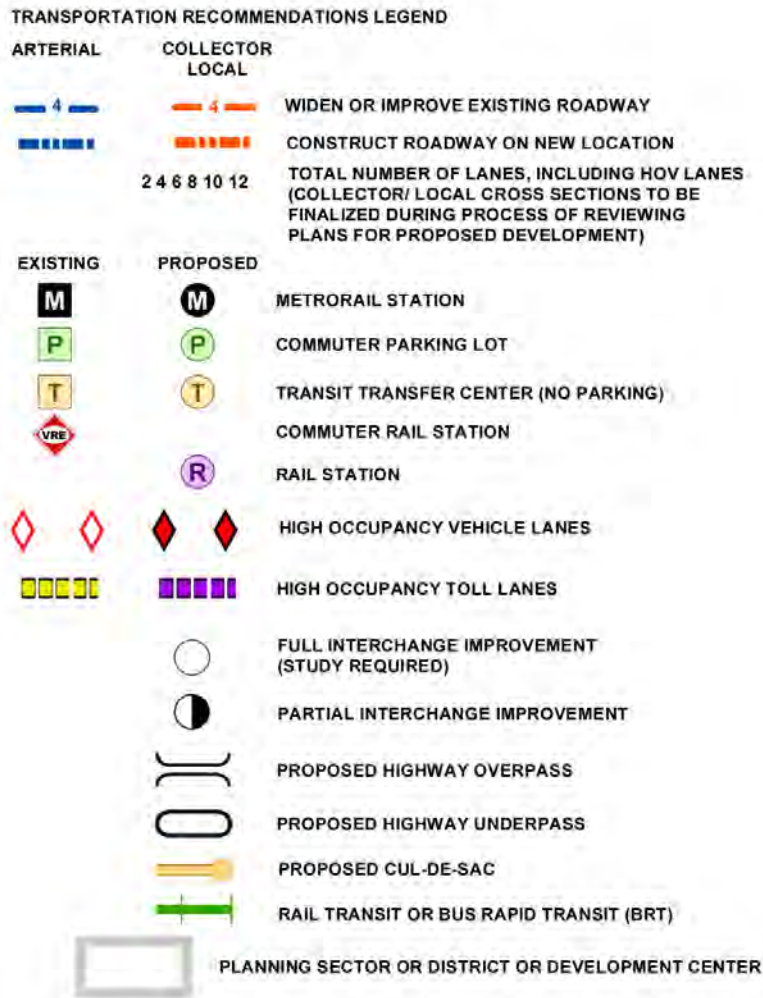 TRANSPORTATION RECOMMENDATIONS LEGEND
ARTERIAL COLLECTOR
LOCAL
4 4 WIDEN OR IMPROVE EXISTING ROADWAY
CONSTRUCT ROADWAY ON NEW LOCATION
2 4 6 8 10 12 TOTAL NUMBER OF LANES, INCLUDING HOV LANES
(COLLECTOR/ LOCAL CROSS SECTIONS TO BE
FINALIZED DURING PROCESS OF REVIEWING
PLANS FOR PROPOSED DEVELOPMENT)
EXISTING PROPOSED
M M METRORAIL STATION
P P COMMUTER PARKING LOT
T T TRANSIT TRANSFER CENTER (NO PARKING)
VRE COMMUTER RAIL STATION
R RAIL STATION
HIGH OCCUPANCY VEHICLE LANES
HIGH OCCUPANCY TOLL LANES
FULL INTERCHANGE IMPROVEMENT
(STUDY REQUIRED)
PARTIAL INTERCHANGE IMPROVEMENT
PROPOSED HIGHWAY OVERPASS
PROPOSED HIGHWAY UNDERPASS
PROPOSED CUL-DE-SAC
RAIL TRANSIT OR BUS RAPID TRANSIT (BRT)
PLANNING SECTOR OR DISTRICT OR DEVELOPMENT CENTER